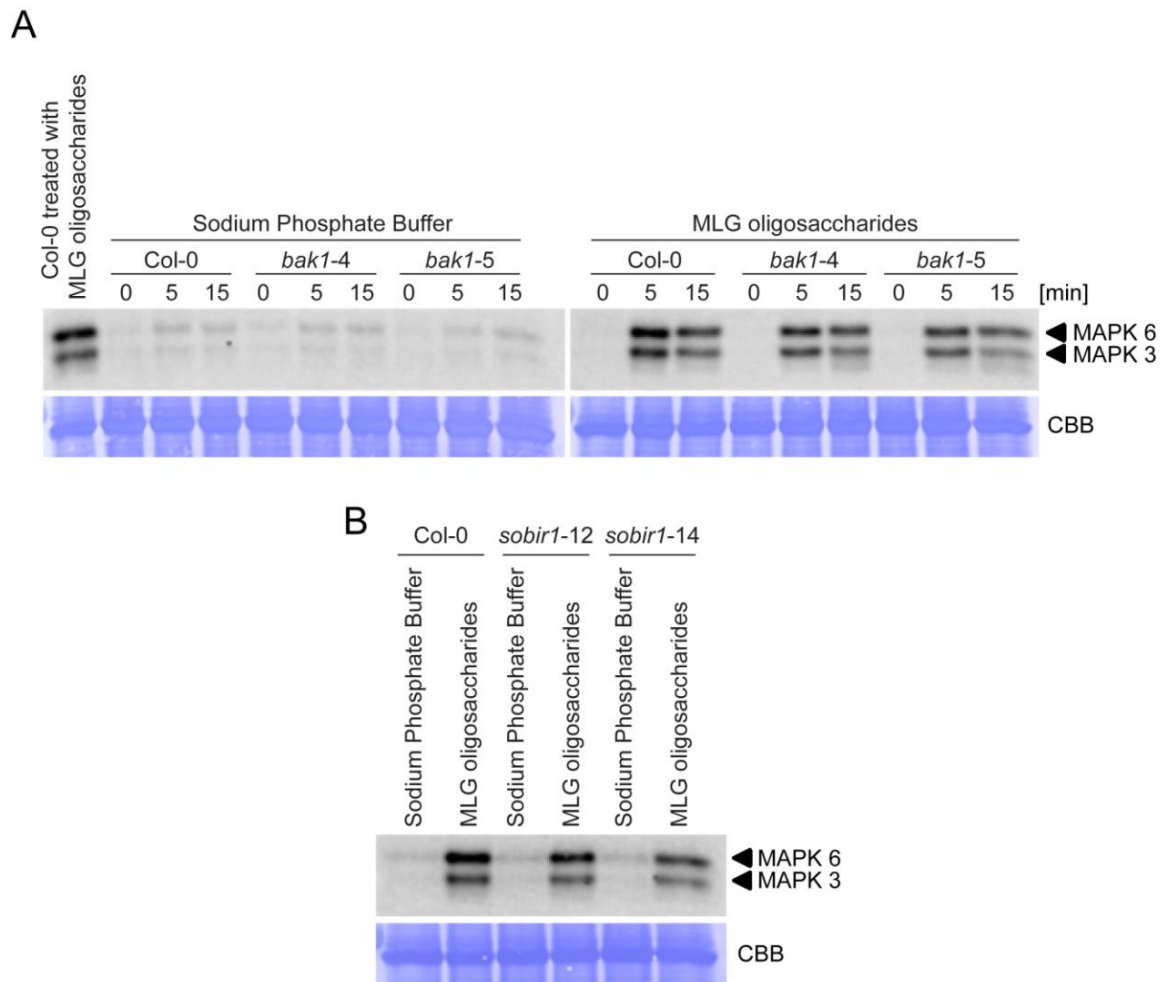 A
Col-0 treated with
MLG oligosaccharides
Sodium Phosphate Buffer
MLG oligosaccharides
Col-0 bak1-4 bak1-5
Col-0 bak1-4 bak1-5
0 5 15 0 5 15 0 5 15
0 5 15 0 5 15 0 5 15 [min]
MAPK 6
MAPK 3
CBB
B
Col-0 sobir1-12 sobir1-14
Sodium Phosphate Buffer
MLG oligosaccharides
Sodium Phosphate Buffer
MLG oligosaccharides
Sodium Phosphate Buffer
MLG oligosaccharides
MAPK 6
MAPK 3
CBB